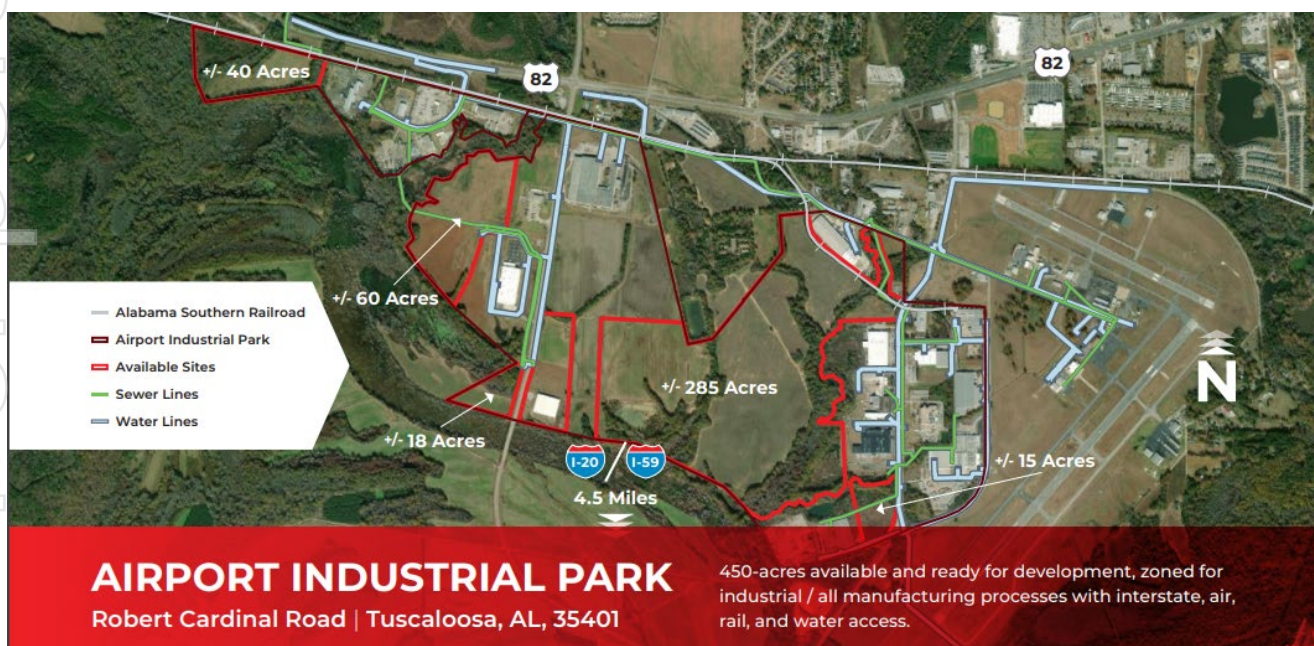 +/- 40 Acres
82
82
+/- 60 Acres
Alabama Southern Railroad
Airport Industrial Park
Available Sites
Sewer Lines
Water Lines
N
+/- 285 Acres
+/- 18 Acres
I-20
I-59
+/- 15 Acres
4.5 Miles
AIRPORT INDUSTRIAL PARK
Robert Cardinal Road | Tuscaloosa, AL, 35401
450-acres available and ready for development, zoned for
industrial / all manufacturing processes with interstate, air,
rail, and water access.